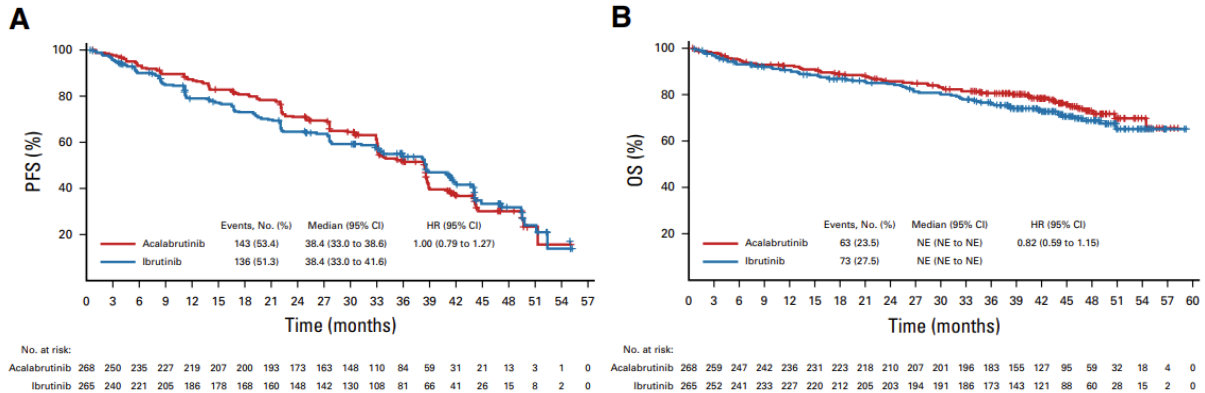 A
PFS (%)
100
80
60
40
20
Events, No. (%) Median (95% CI) HR (95% CI)
Acalabrutinib 143 (53.4) 38.4 (33.0 to 38.6) 1.00 (0.79 to 1.27)
Ibrutinib 136 (51.3) 38.4 (33.0 to 41.6)
0 3 6 9 12 15 18 21 24 27 30 33 36 39 42 45 48 51 54 57
Time (months)
No. at risk:
Acalabrutinib 268 250 235 227 219 207 200 193 173 163 148 110 84 59 31 21 13 3 1 0
Ibrutinib 265 240 221 205 186 178 168 160 148 142 130 108 81 66 41 26 15 8 2 0
B
OS (%)
100
80
60
40
20
Events, No. (%) Median (95% CI) HR (95% CI)
Acalabrutinib 63 (23.5) NE (NE to NE) 0.82 (0.59 to 1.15)
Ibrutinib 73 (27.5) NE (NE to NE)
0 3 6 9 12 15 18 21 24 27 30 33 36 39 42 45 48 51 54 57 60
Time (months)
No. at risk:
Acalabrutinib 268 259 247 242 236 231 223 218 210 207 201 196 183 155 127 95 59 32 18 4 0
Ibrutinib 265 252 241 233 227 220 212 205 203 194 191 186 173 143 121 88 60 28 15 2 0